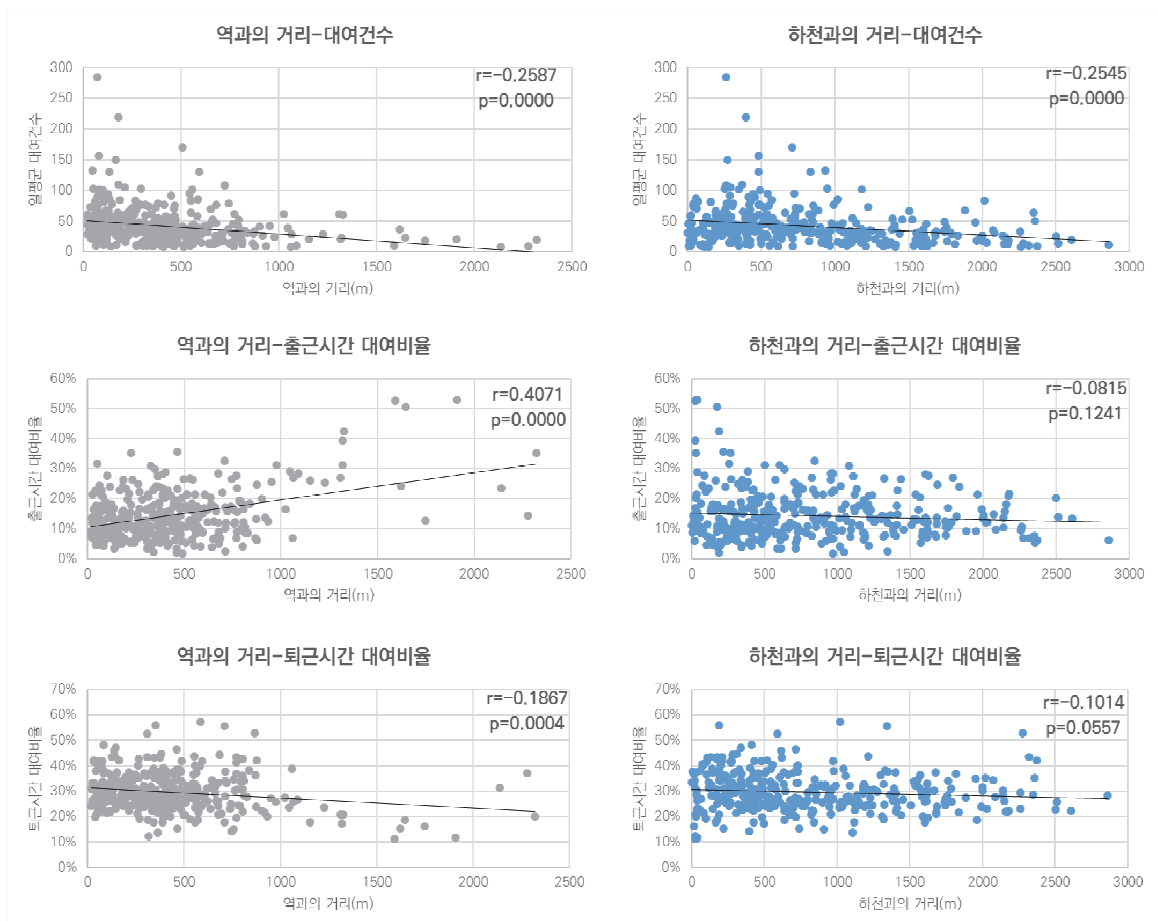 역과의 거리-대여건수
r=-0.2587
p=0.0000
일평균 대여건수
300
250
200
150
100
50
0
0 500 1000 1500 2000 2500
역과의 거리(m)
하천과의 거리-대여건수
r=-0.2545
p=0.0000
일평균 대여건수
300
250
200
150
100
50
0
0 500 1000 1500 2000 2500 3000
하천과의 거리(m)
역과의 거리-출근시간 대여비율
r=0.4071
p=0.0000
출근시간 대여비율
60%
50%
40%
30%
20%
10%
0%
0 500 1000 1500 2000 2500
역과의 거리(m)
하천과의 거리-출근시간 대여비율
r=-0.0815
p=0.1241
출근시간 대여비율
60%
50%
40%
30%
20%
10%
0%
0 500 1000 1500 2000 2500 3000
하천과의 거리(m)
역과의 거리-퇴근시간 대여비율
r=-0.1867
p=0.0004
퇴근시간 대여비율
70%
60%
50%
40%
30%
20%
10%
0%
0 500 1000 1500 2000 2500
역과의 거리(m)
하천과의 거리-퇴근시간 대여비율
r=-0.1014
p=0.0557
퇴근시간 대여비율
70%
60%
50%
40%
30%
20%
10%
0%
0 500 1000 1500 2000 2500 3000
하천과의 거리(m)